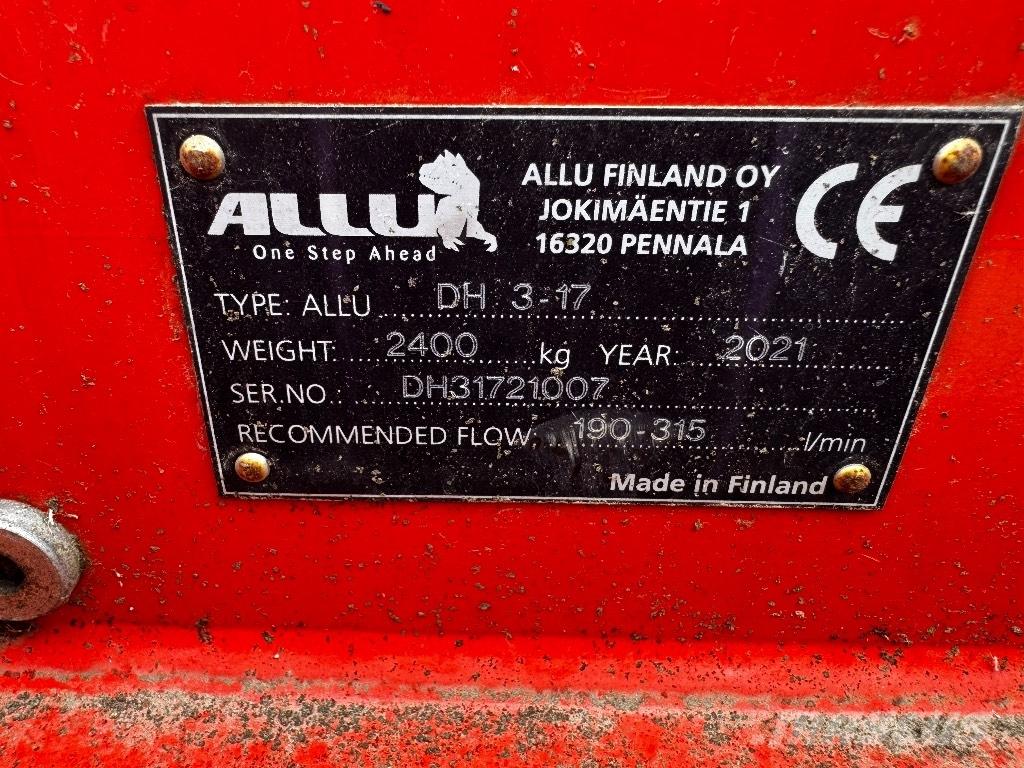 ALLU
One Step Ahead
ALLU FINLAND OY
JOKIMÄENTIE 1
16320 PENNALA
CE
TYPE: ALLU DH 3-17
WEIGHT: 2400 kg YEAR: 2021
SER.NO.: DH31721007
RECOMMENDED FLOW 190-315 l/min
Made in Finland